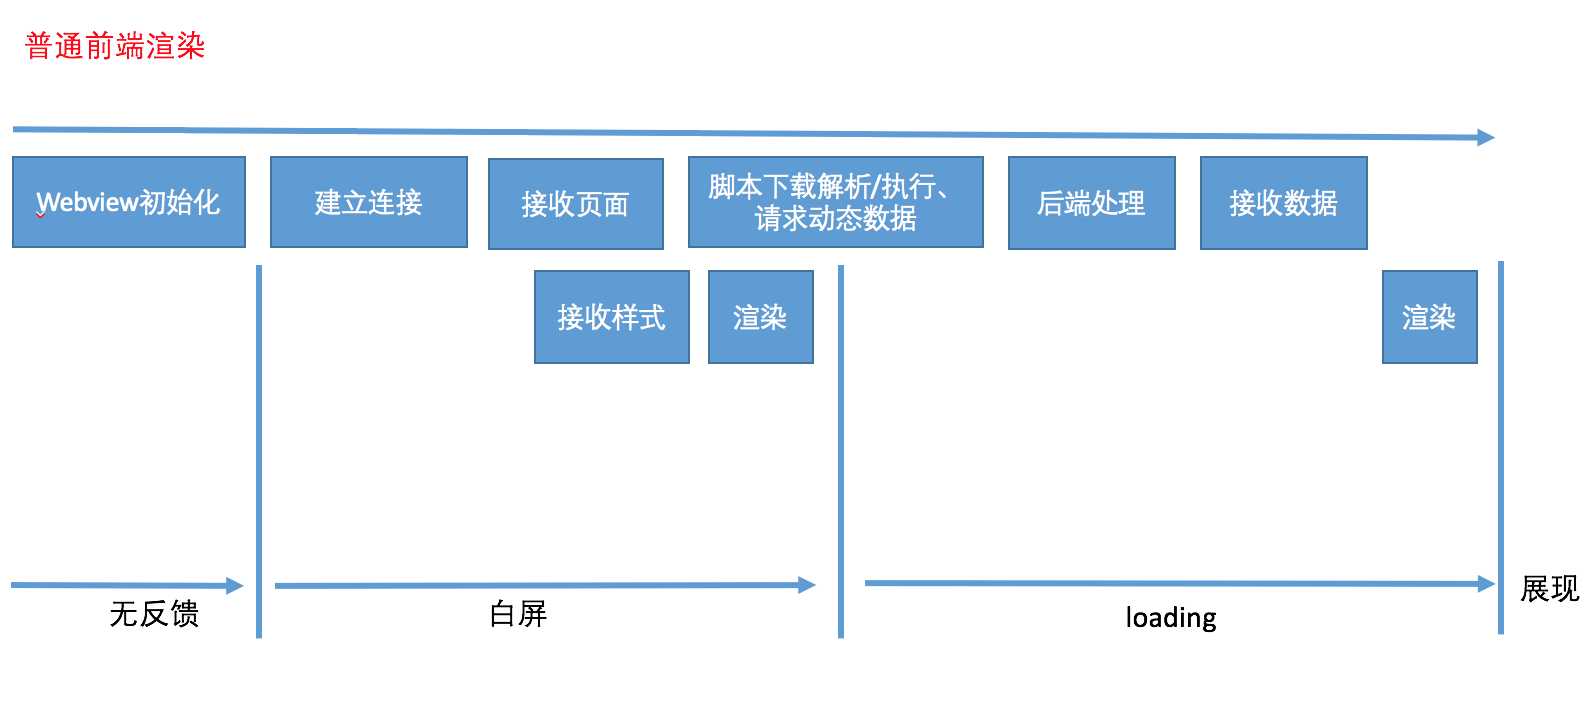 普通前端渲染
Webview初始化
建立连接
接收页面
脚本下载解析/执行、
请求动态数据
后端处理
接收数据
接收样式
渲染
渲染
无反馈
白屏
loading
展现